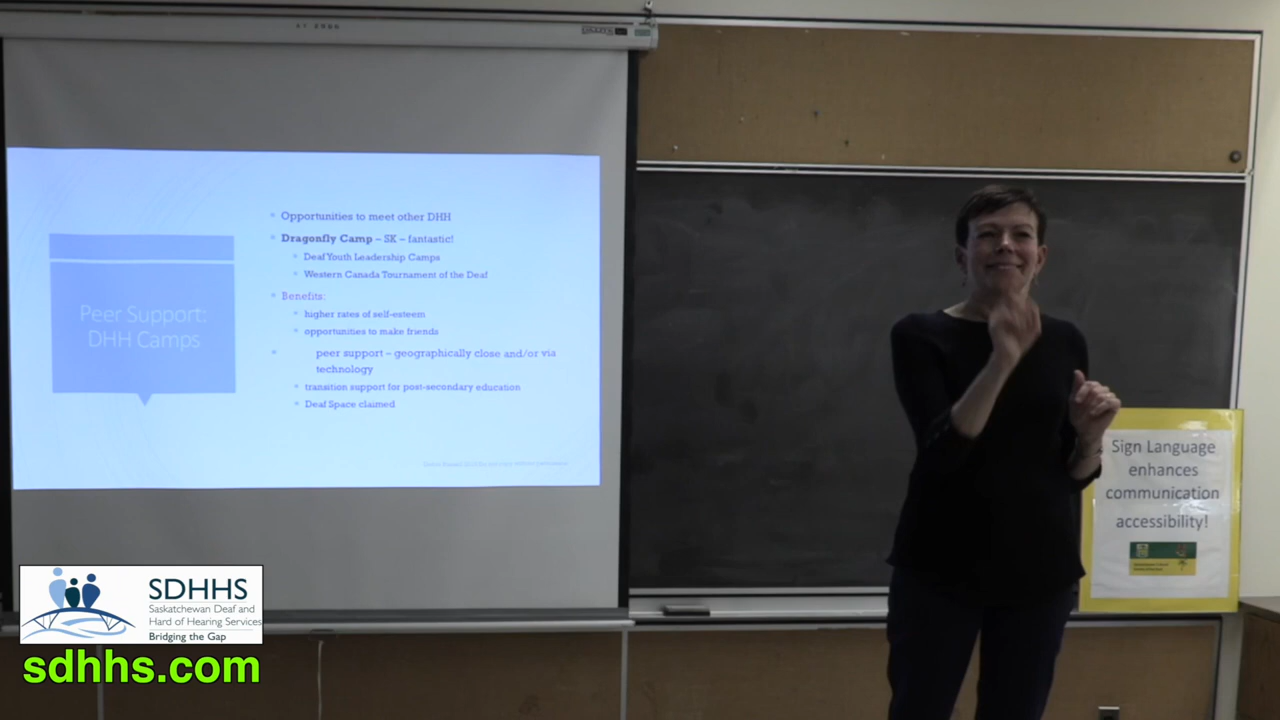 Peer Support:
DHH Camps
Opportunities to meet other DHH
Dragonfly Camp – SK – fantastic!
Deaf Youth Leadership Camps
Western Canada Tournament of the Deaf
Benefits:
higher rates of self-esteem
opportunities to make friends
peer support – geographically close and/or via
technology
transition support for post-secondary education
Deaf Space claimed
Sign Language
enhances
communication
accessibility!
SDHHS
Saskatchewan Deaf and
Hard of Hearing Services
Bridging the Gap
sdhhs.com